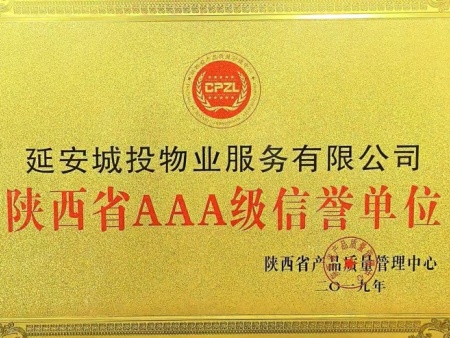 CPZL
延安城投物业服务有限公司
陕西省AAA级信誉单位
陕西省产品质量管理中心
二〇一九年